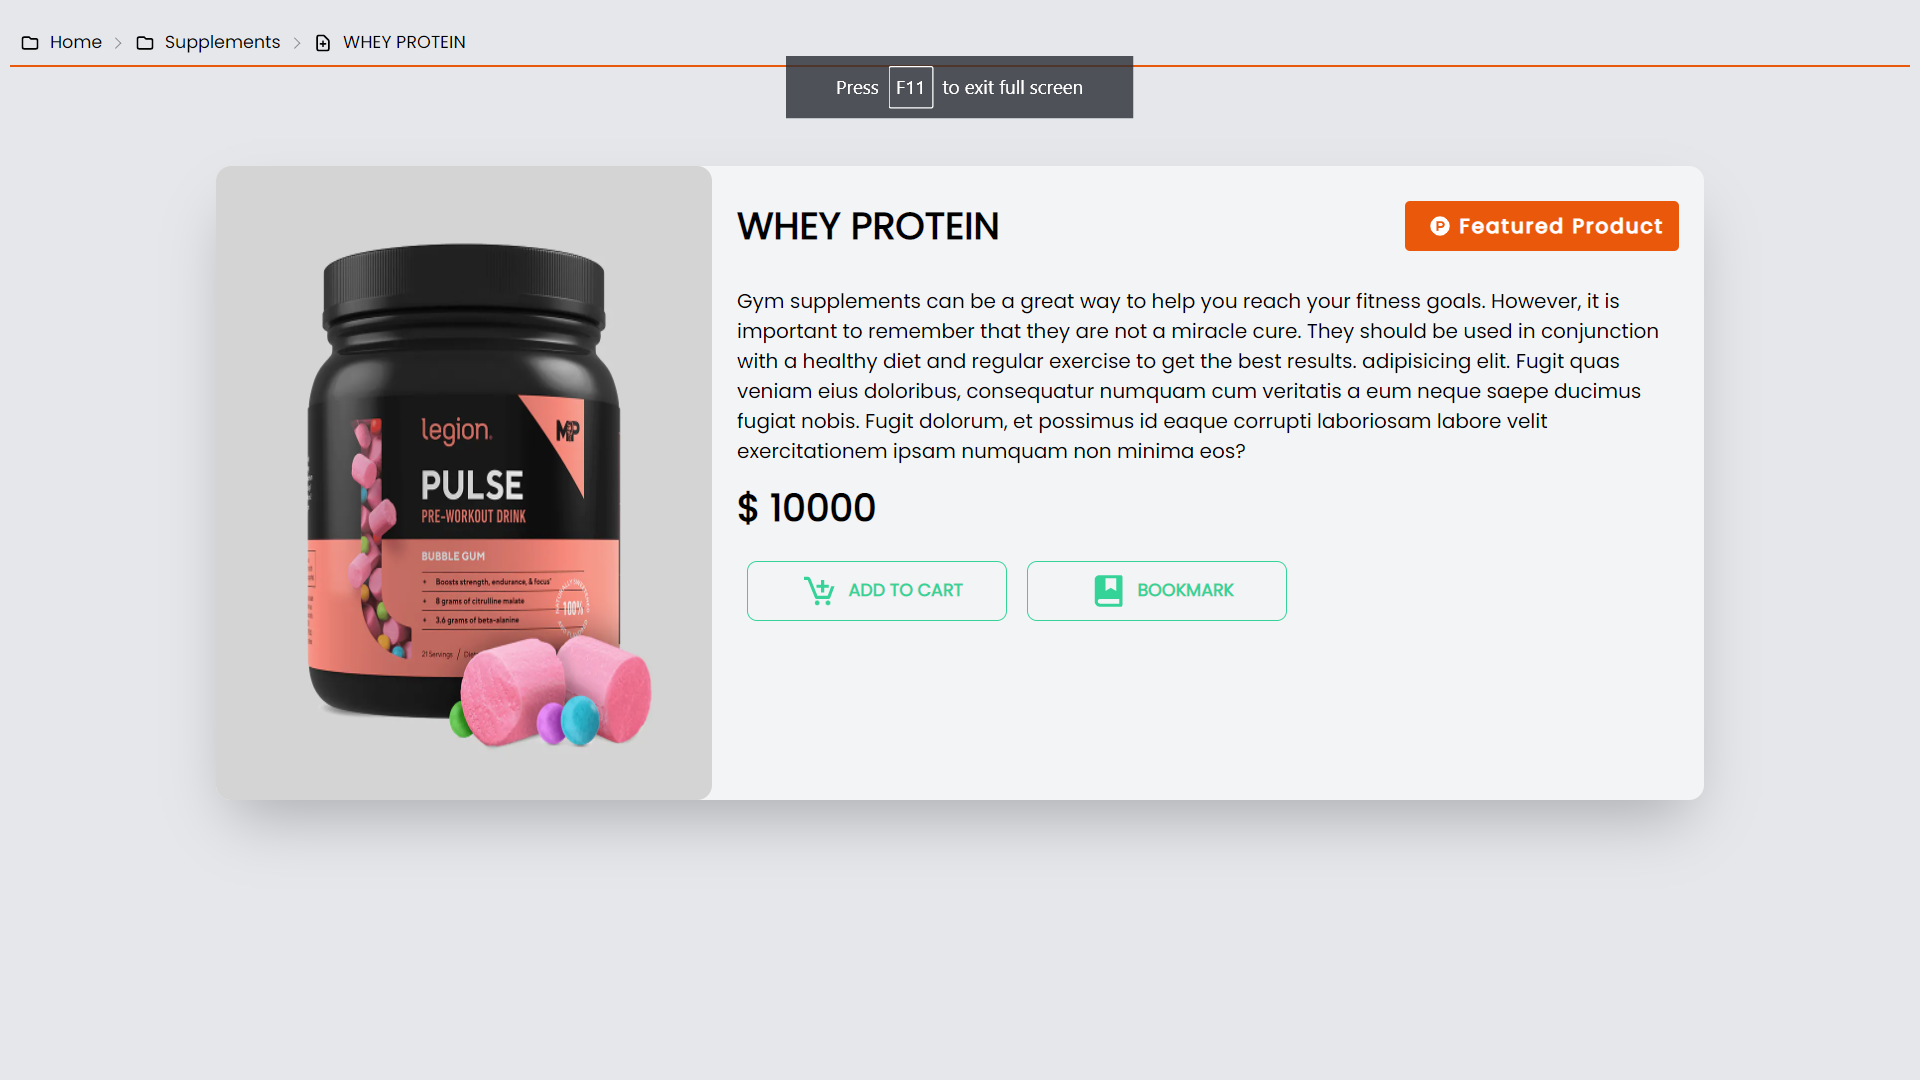 Home > Supplements > WHEY PROTEIN
Press F11 to exit full screen
WHEY PROTEIN
Featured Product
Gym supplements can be a great way to help you reach your fitness goals. However, it is
important to remember that they are not a miracle cure. They should be used in conjunction
with a healthy diet and regular exercise to get the best results. adipisicing elit. Fugit quas
veniam eius doloribus, consequatur numquam cum veritatis a eum neque saepe ducimus
fugiat nobis. Fugit dolorum, et possimus id eaque corrupti laboriosam labore velit
exercitationem ipsam numquam non minima eos?
$ 10000
ADD TO CART
BOOKMARK
legion.
PULSE
PRE-WORKOUT DRINK
BUBBLE GUM
Boosts strength, endurance, & focus*
8 grams of citrulline malate
3.6 grams of beta-alanine
100%
21 Servings /